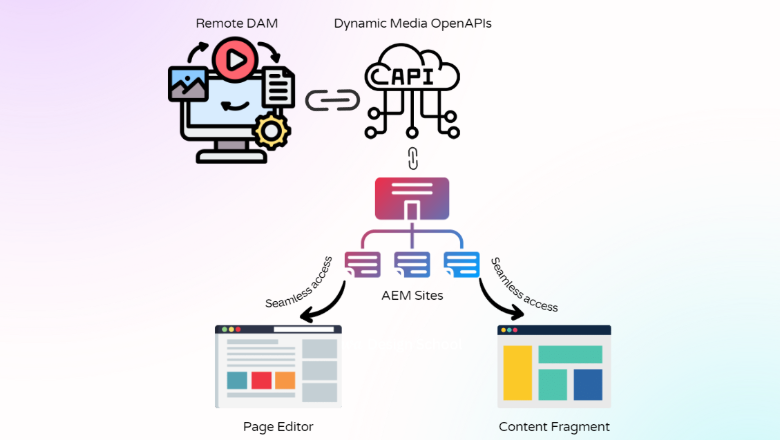 Remote DAM
Dynamic Media OpenAPIs
API
AEM Sites
Seamless access
Seamless access
Page Editor
Content Fragment